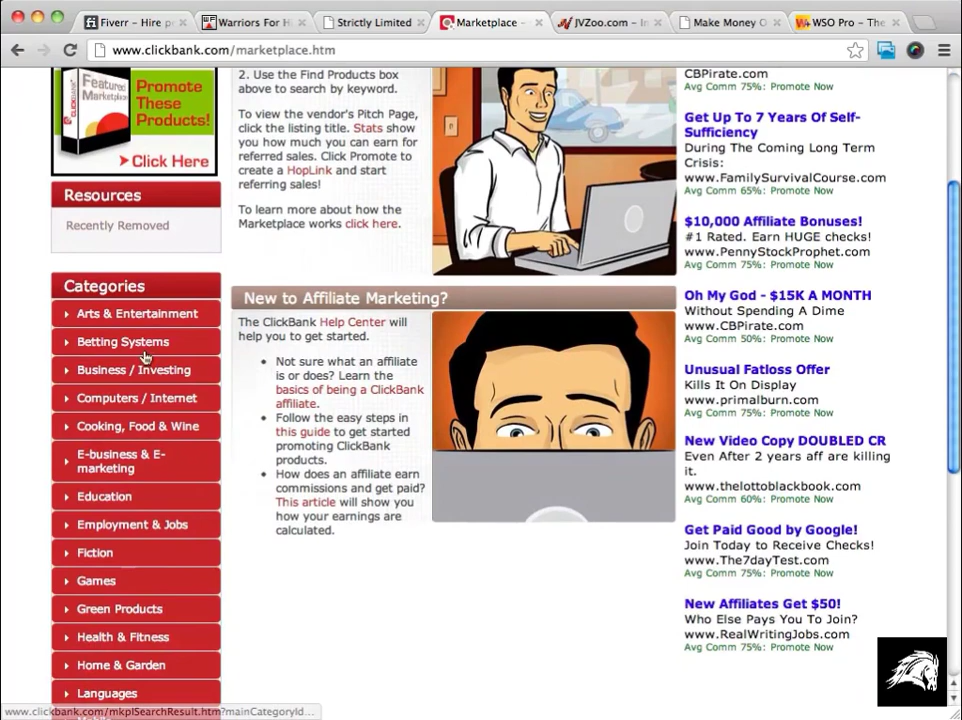 Fiverr - Hire p
Warriors For Hi
Strictly Limited
Marketplace -
JVZoo.com - In
Make Money O
WSO Pro - The
www.clickbank.com/marketplace.htm
Featured
Promote
These
Products!
Click Here
Resources
Recently Removed
Categories
Arts & Entertainment
Betting Systems
Business / Investing
Computers / Internet
Cooking, Food & Wine
E-business & E-
marketing
Education
Employment & Jobs
Fiction
Games
Green Products
Health & Fitness
Home & Garden
Languages
2. Use the Find Products box
above to search by keyword.
To view the vendor's Pitch Page,
click the listing title. Stats show
you how much you can earn for
referred sales. Click Promote to
create a HopLink and start
referring sales!
To learn more about how the
Marketplace works click here.
New to Affiliate Marketing?
The ClickBank Help Center will
help you to get started.
Not sure what an affiliate
is or does? Learn the
basics of being a ClickBank
affiliate.
Follow the easy steps in
this guide to get started
promoting ClickBank
products.
How does an affiliate earn
commissions and get paid?
This article will show you
how your earnings are
calculated.
CBPirate.com
Avg Comm 75%: Promote Now
Get Up To 7 Years Of Self-
Sufficiency
During The Coming Long Term
Crisis:
www.FamilySurvivalCourse.com
Avg Comm 65%: Promote Now
$10,000 Affiliate Bonuses!
#1 Rated. Earn HUGE checks!
www.PennyStockProphet.com
Avg Comm 75%: Promote Now
Oh My God - $15K A MONTH
Without Spending A Dime
www.CBPirate.com
Avg Comm 50%: Promote Now
Unusual Fatloss Offer
Kills It On Display
www.primalburn.com
Avg Comm 75%: Promote Now
New Video Copy DOUBLED CR
Even After 2 years aff are killing
it.
www.thelottoblackbook.com
Avg Comm 60%: Promote Now
Get Paid Good by Google!
Join Today to Receive Checks!
www.The7dayTest.com
Avg Comm 75%: Promote Now
New Affiliates Get $50!
Who Else Pays You To Join?
www.RealWritingJobs.com
Avg Comm 75%: Promote Now
www.clickbank.com/mkplSearchResult.htm?mainCategoryId...